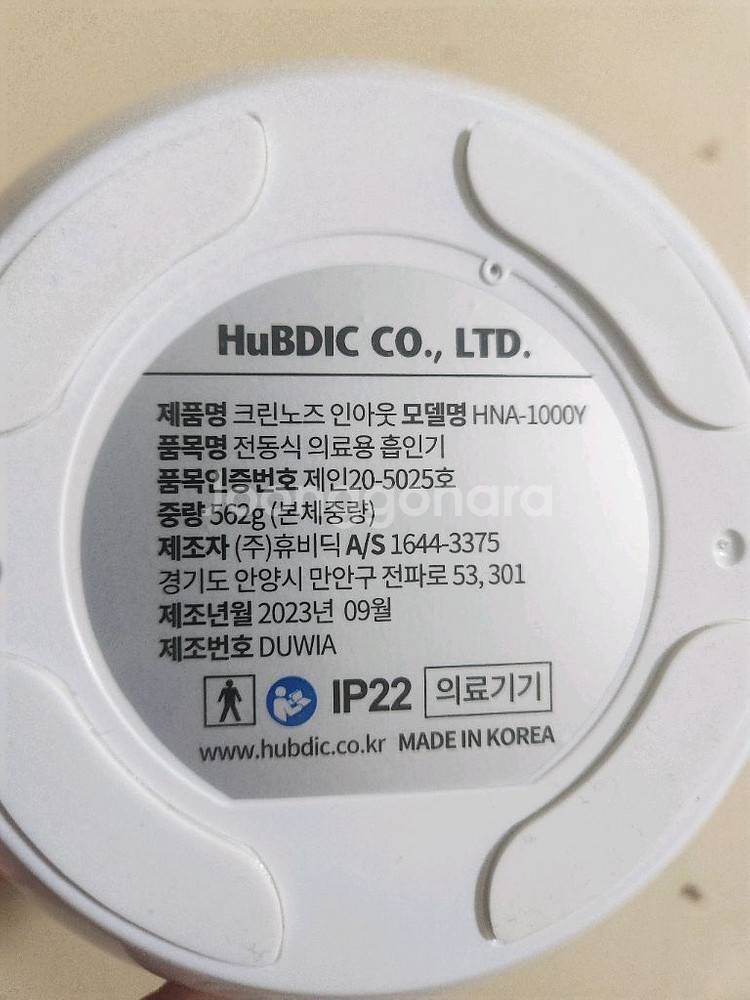 HuBDIC CO., LTD.
제품명 크린노즈 인아웃 모델명 HNA-1000Y
품목명 전동식 의료용 흡인기
품목인증번호 제인20-5025호
joonggonara
중량 562g (본체중량)
제조자 (주)휴비딕 A/S 1644-3375
경기도 안양시 만안구 전파로 53, 301
제조년월 2023년 09월
제조번호 DUWIA
IP22 의료기기
www.hubdic.co.kr MADE IN KOREA